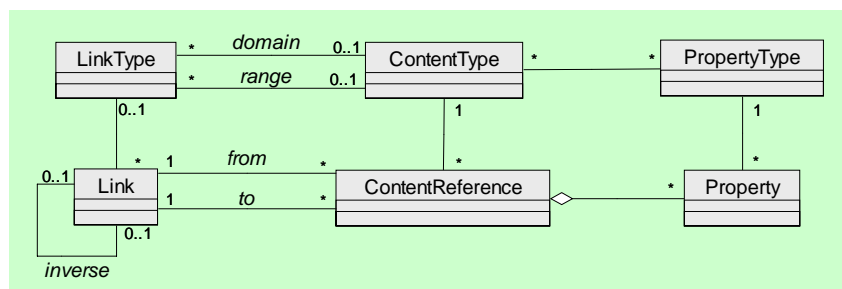 LinkType
* domain 0..1
* range 0..1
ContentType
* *
PropertyType
0..1
*
1
*
1
*
Link
0..1
0..1
inverse
1 from *
1 to *
ContentReference
*
Property